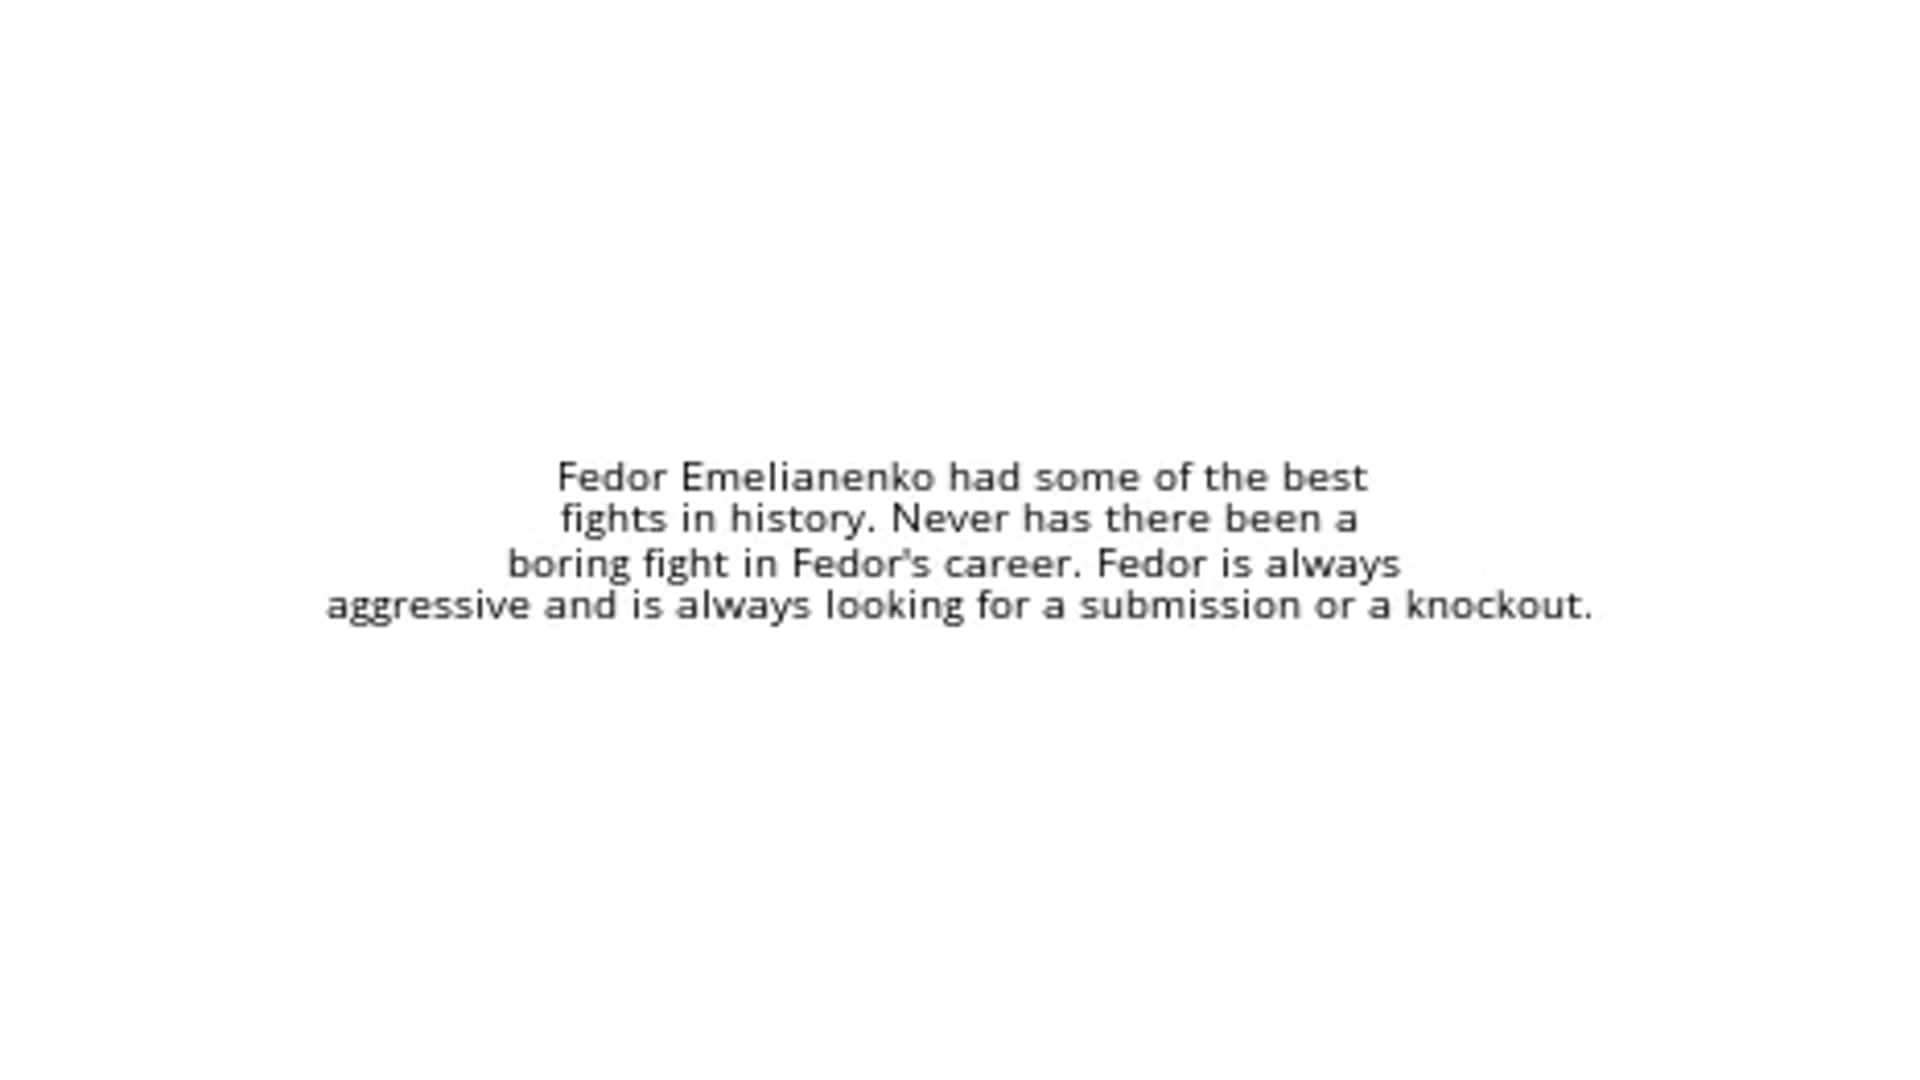 Fedor Emelianenko had some of the best
fights in history. Never has there been a
boring fight in Fedor's career. Fedor is always
aggressive and is always looking for a submission or a knockout.